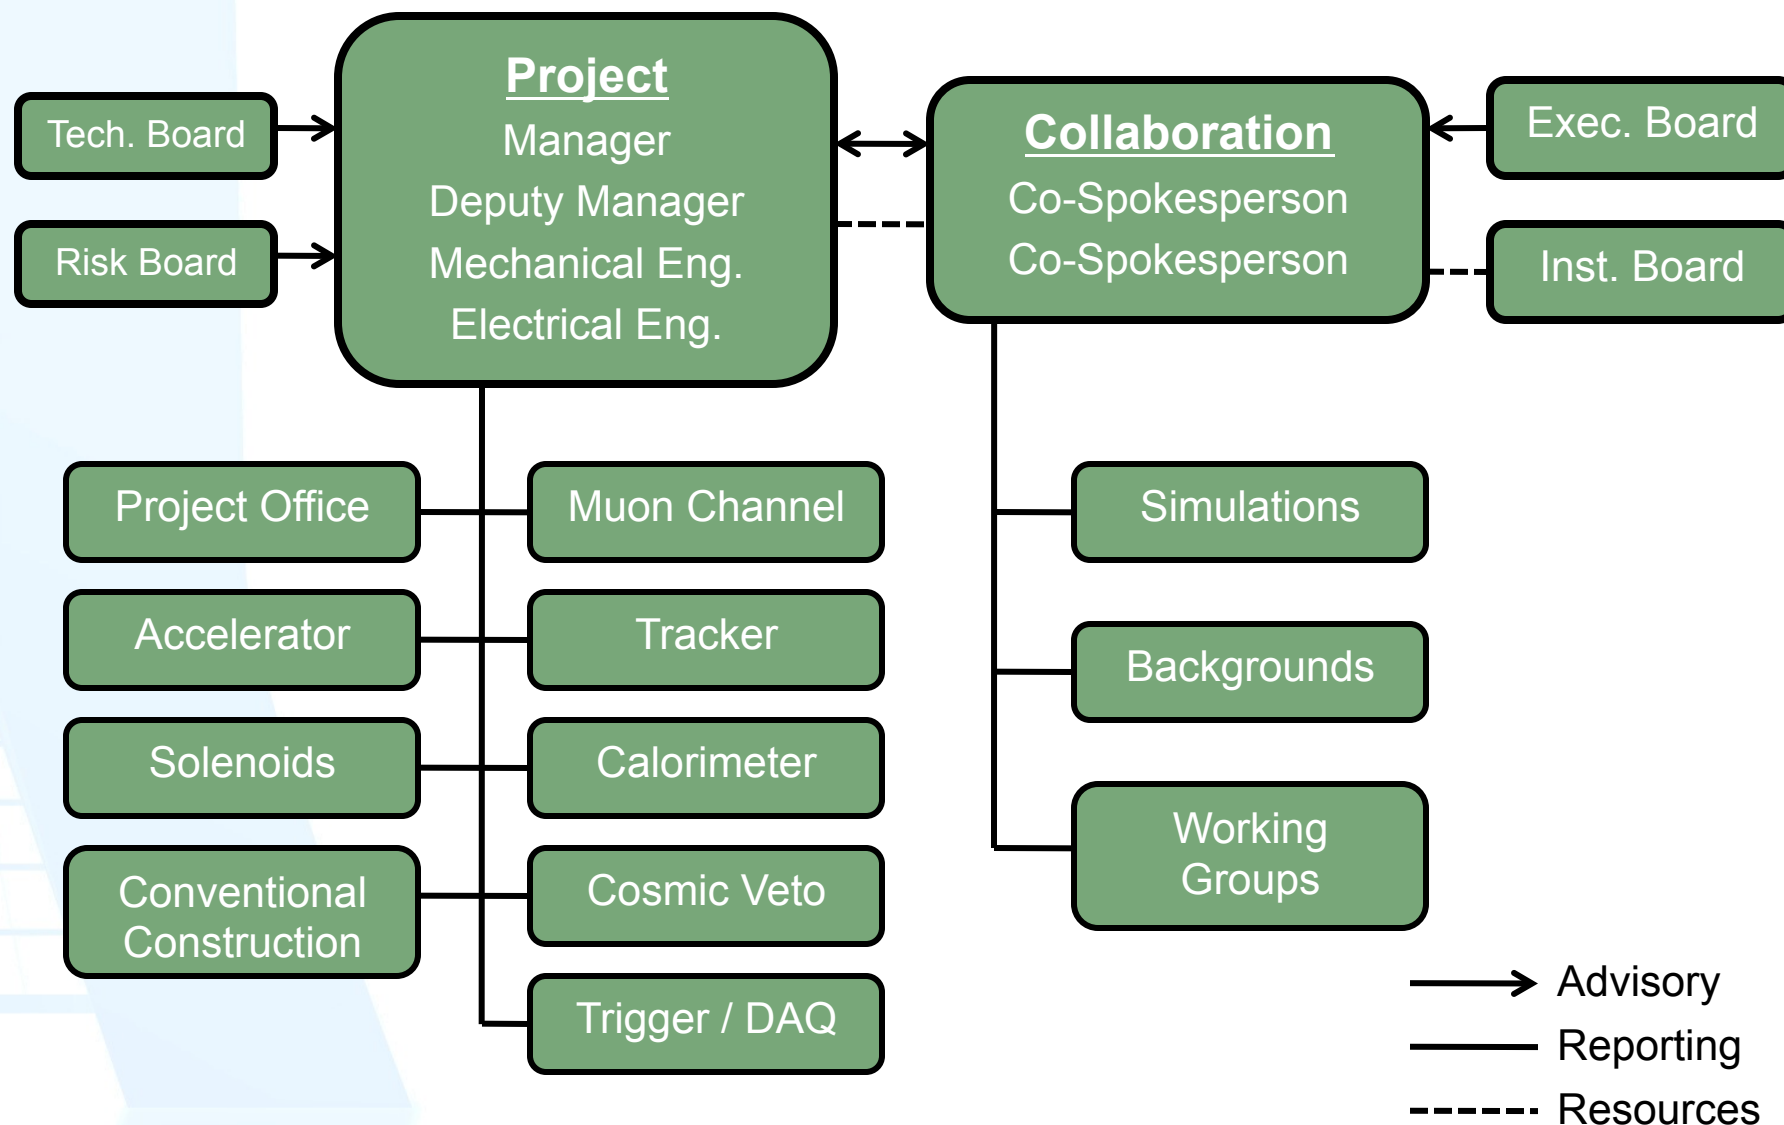 Project
Manager
Deputy Manager
Mechanical Eng.
Electrical Eng.
Tech. Board
Risk Board
Collaboration
Co-Spokesperson
Co-Spokesperson
Exec. Board
Inst. Board
Project Office
Muon Channel
Accelerator
Tracker
Solenoids
Calorimeter
Conventional
Construction
Cosmic Veto
Trigger / DAQ
Simulations
Backgrounds
Working
Groups
Advisory
Reporting
Resources